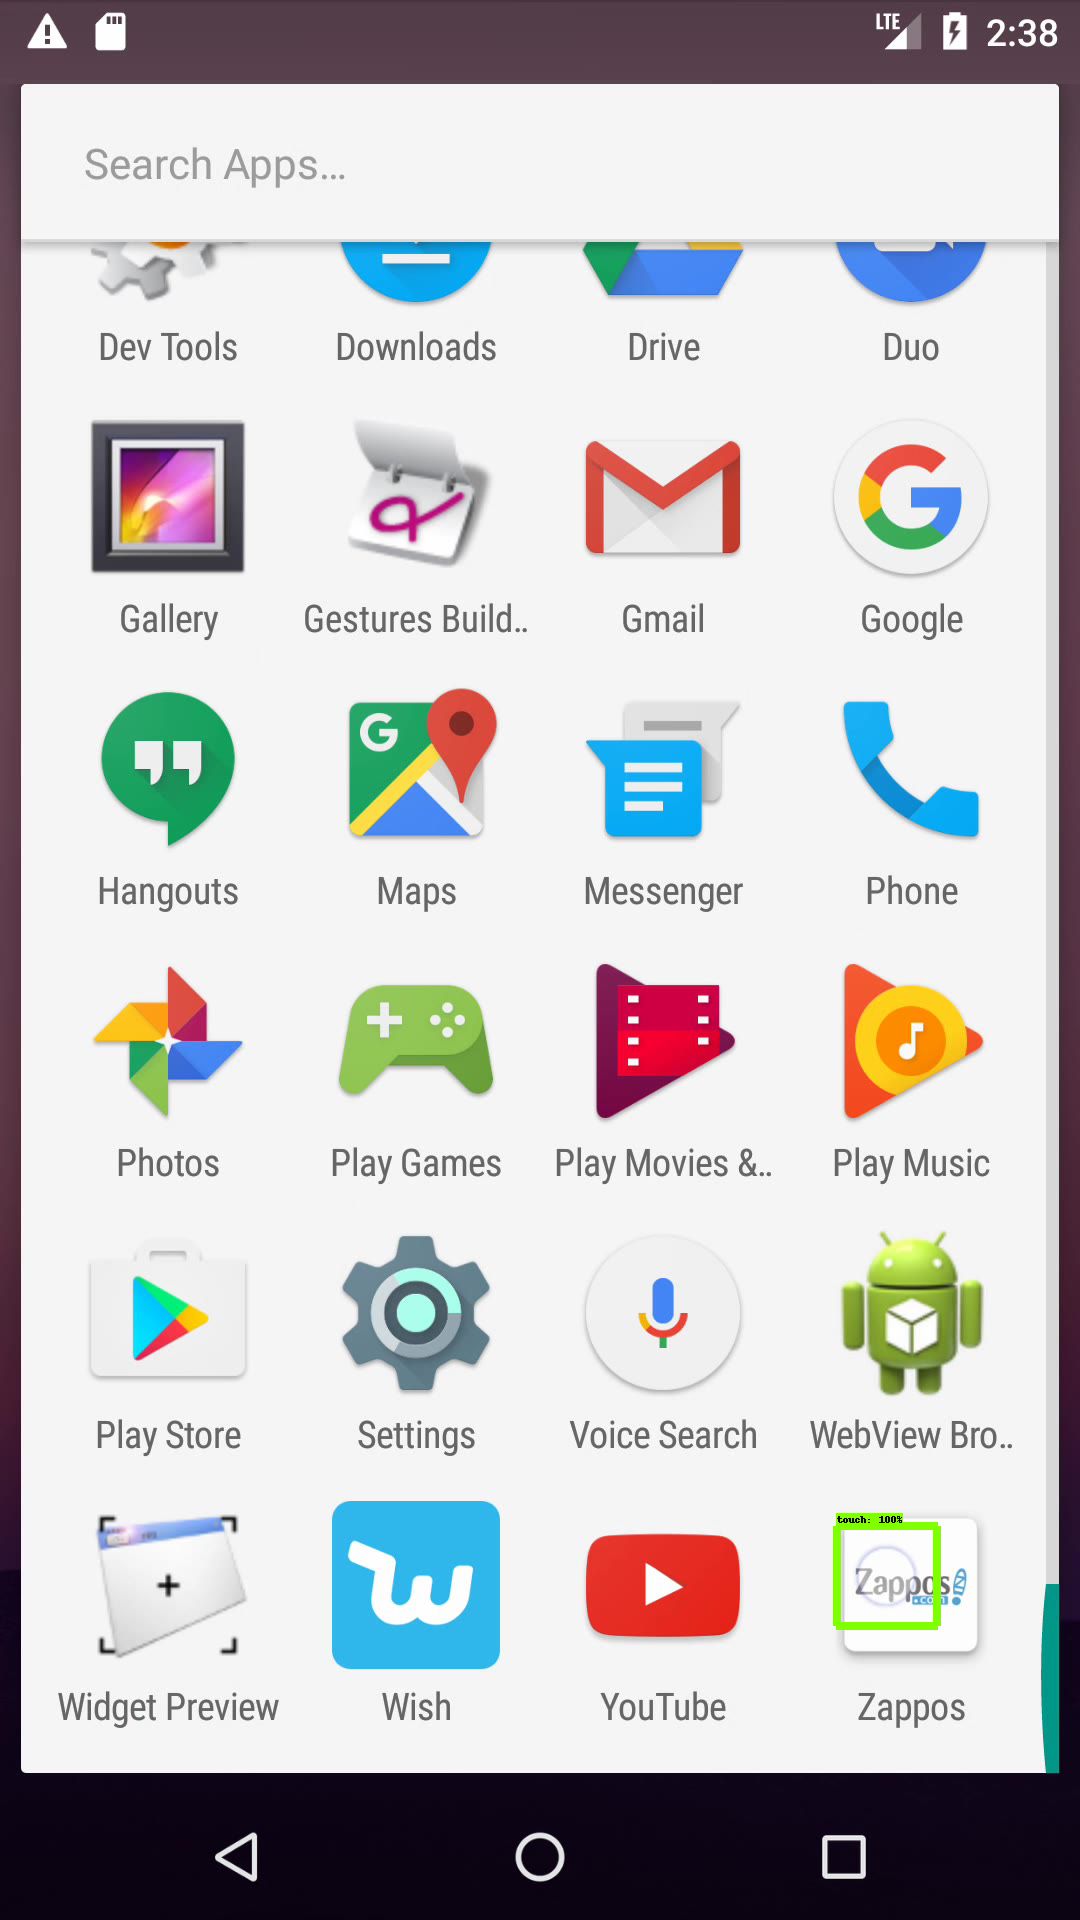 LTE 2:38
Search Apps...
Dev Tools Downloads Drive Duo
Gallery Gestures Build.. Gmail Google
Hangouts Maps Messenger Phone
Photos Play Games Play Movies &.. Play Music
Play Store Settings Voice Search WebView Bro..
touch: 100%
Zappos
.com
Widget Preview Wish YouTube Zappos